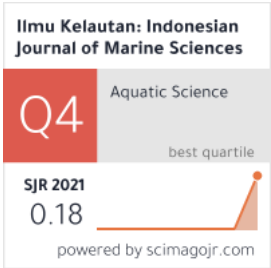 Ilmu Kelautan: Indonesian
Journal of Marine Sciences
Q4
Aquatic Science
best quartile
SJR 2021
0.18
powered by scimagojr.com